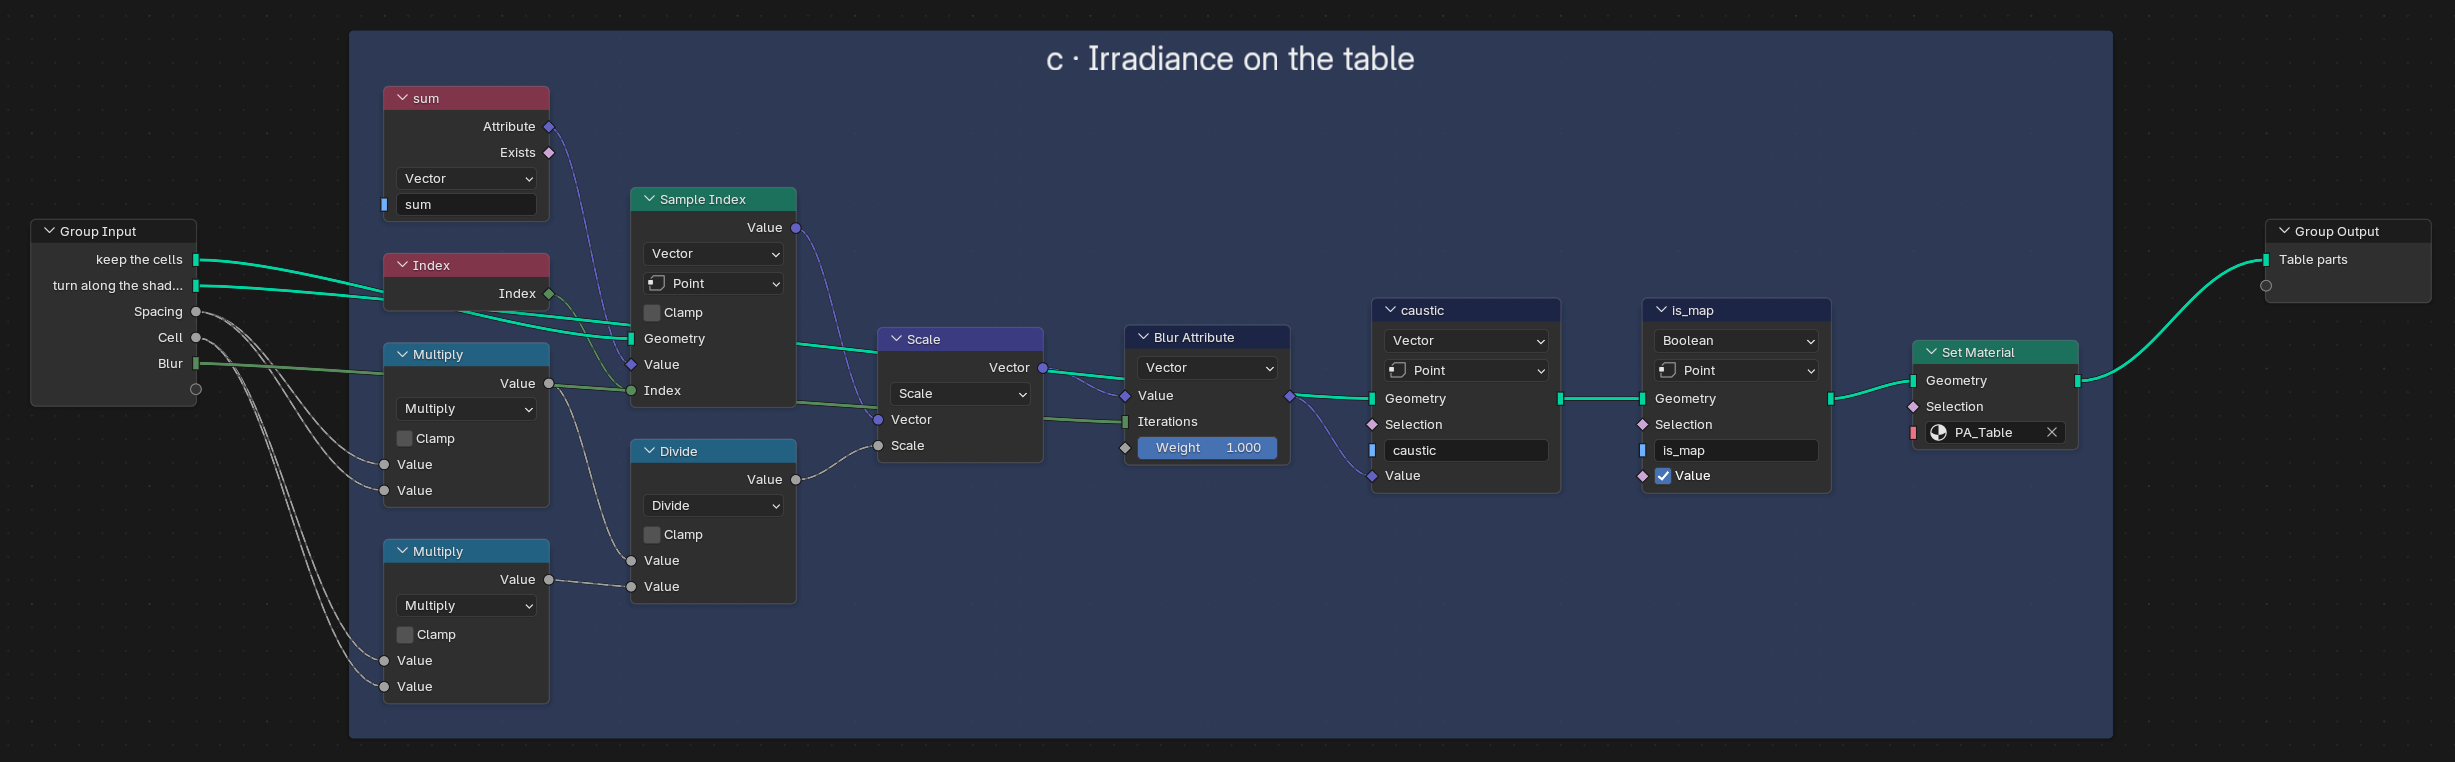 c · Irradiance on the table
Group Input
keep the cells
turn along the shad...
Spacing
Cell
Blur
sum
Attribute
Exists
Vector
sum
Index
Index
Multiply
Value
Multiply
Clamp
Value
Value
Multiply
Value
Multiply
Clamp
Value
Value
Sample Index
Value
Vector
Point
Clamp
Geometry
Value
Index
Divide
Value
Divide
Clamp
Value
Value
Scale
Vector
Scale
Vector
Scale
Blur Attribute
Vector
Value
Iterations
Weight 1.000
caustic
Vector
Point
Geometry
Selection
caustic
Value
is_map
Boolean
Point
Geometry
Selection
is_map
Value
Set Material
Geometry
Selection
PA_Table
Group Output
Table parts